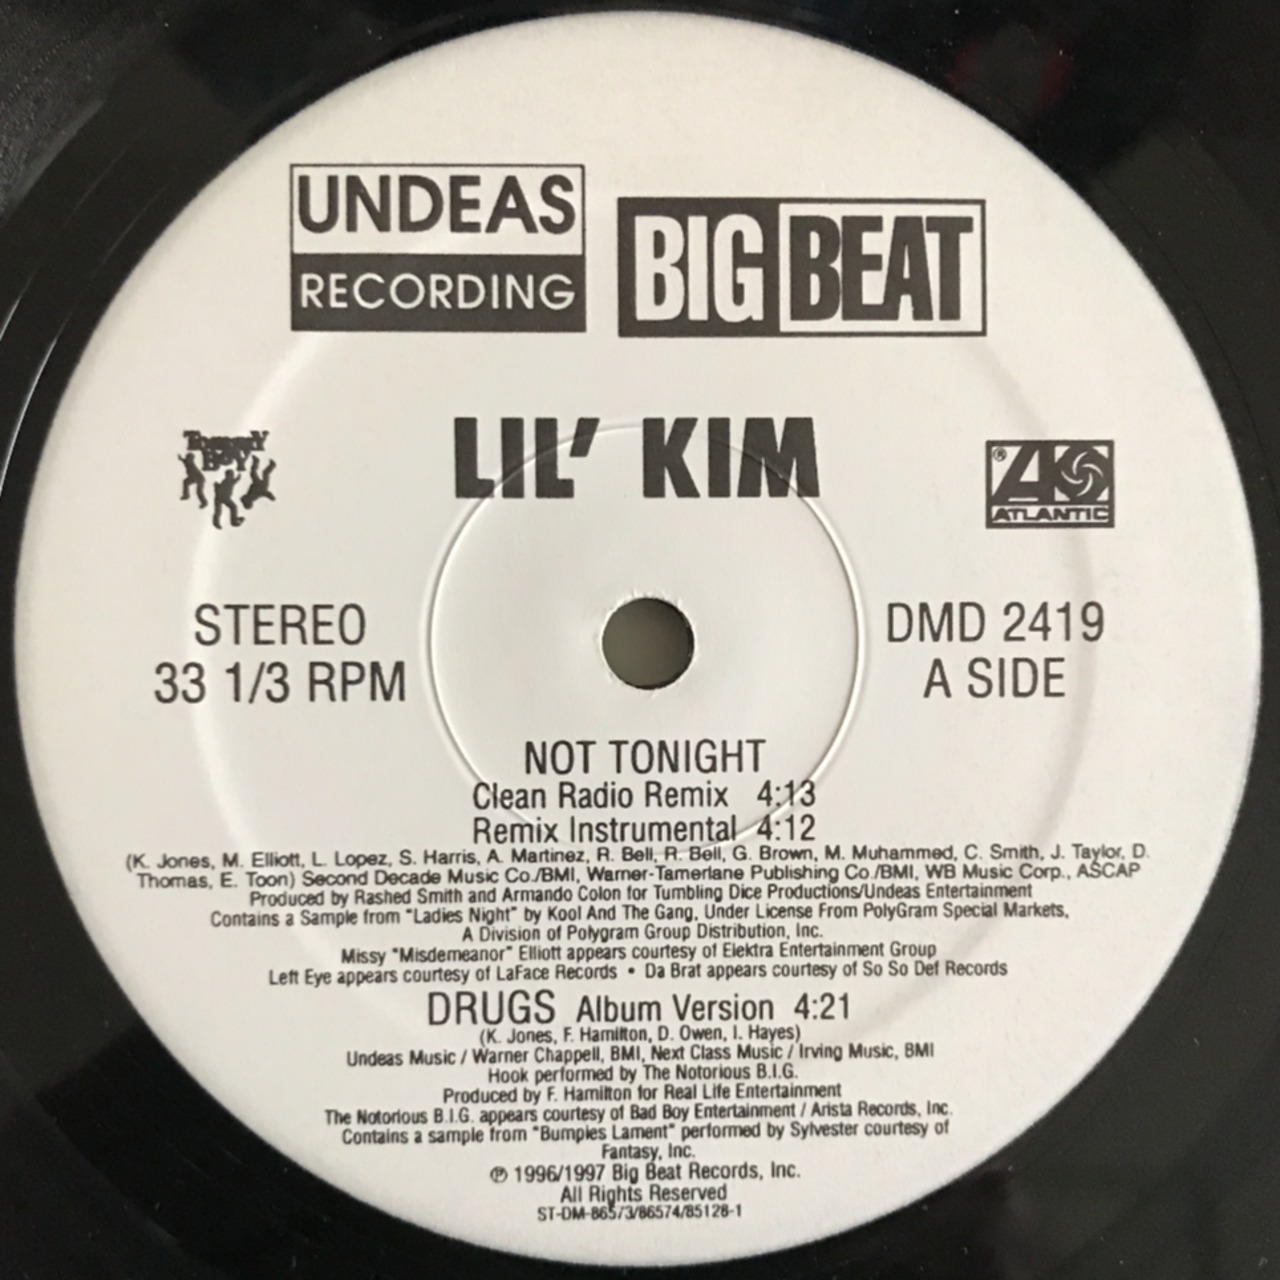 UNDEAS
RECORDING
BIG BEAT
LIL' KIM
TOMMY
BOY
® ATLANTIC
STEREO
33 1/3 RPM
DMD 2419
A SIDE
NOT TONIGHT
Clean Radio Remix 4:13
Remix Instrumental 4:12
(K. Jones, M. Elliott, L. Lopez, S. Harris, A. Martinez, R. Bell, R. Bell, G. Brown, M. Muhammed, C. Smith, J. Taylor, D.
Thomas, E. Toon) Second Decade Music Co./BMI, Warner-Tamerlane Publishing Co./BMI, WB Music Corp., ASCAP
Produced by Rashed Smith and Armando Colon for Tumbling Dice Productions/Undeas Entertainment
Contains a Sample from "Ladies Night" by Kool And The Gang, Under License From PolyGram Special Markets,
A Division of Polygram Group Distribution, Inc.
Missy "Misdemeanor" Elliott appears courtesy of Elektra Entertainment Group
Left Eye appears courtesy of LaFace Records • Da Brat appears courtesy of So So Def Records
DRUGS Album Version 4:21
(K. Jones, F. Hamilton, D. Owen, I. Hayes)
Undeas Music / Warner Chappell, BMI, Next Class Music / Irving Music, BMI
Hook performed by The Notorious B.I.G.
Produced by F. Hamilton for Real Life Entertainment
The Notorious B.I.G. appears courtesy of Bad Boy Entertainment / Arista Records, Inc.
Contains a sample from "Bumpies Lament" performed by Sylvester courtesy of
Fantasy, Inc.
℗ 1996/1997 Big Beat Records, Inc.
All Rights Reserved
ST-DM-86573/86574/85128-1